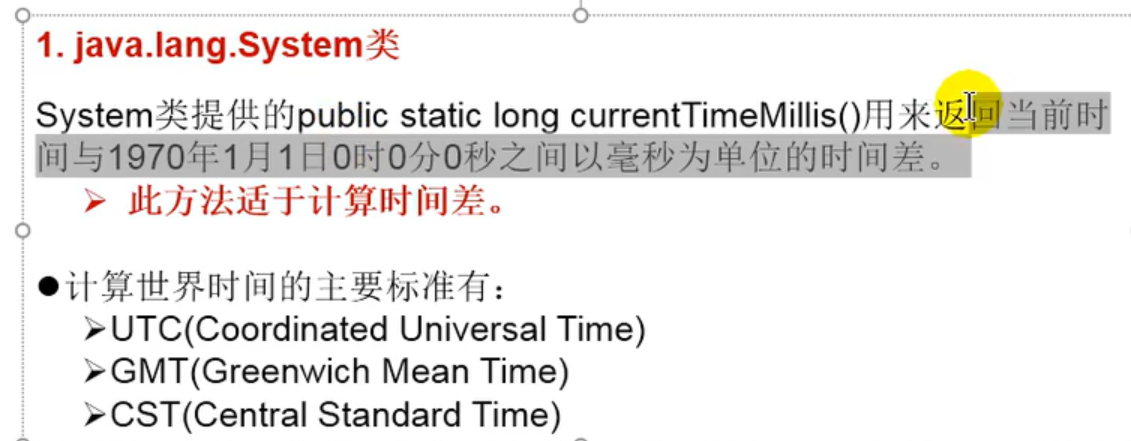 1. java.lang.System类
System类提供的public static long currentTimeMillis()用来返回当前时
间与1970年1月1日0时0分0秒之间以毫秒为单位的时间差。
➢ 此方法适于计算时间差。
●计算世界时间的主要标准有：
➢UTC(Coordinated Universal Time)
➢GMT(Greenwich Mean Time)
➢CST(Central Standard Time)